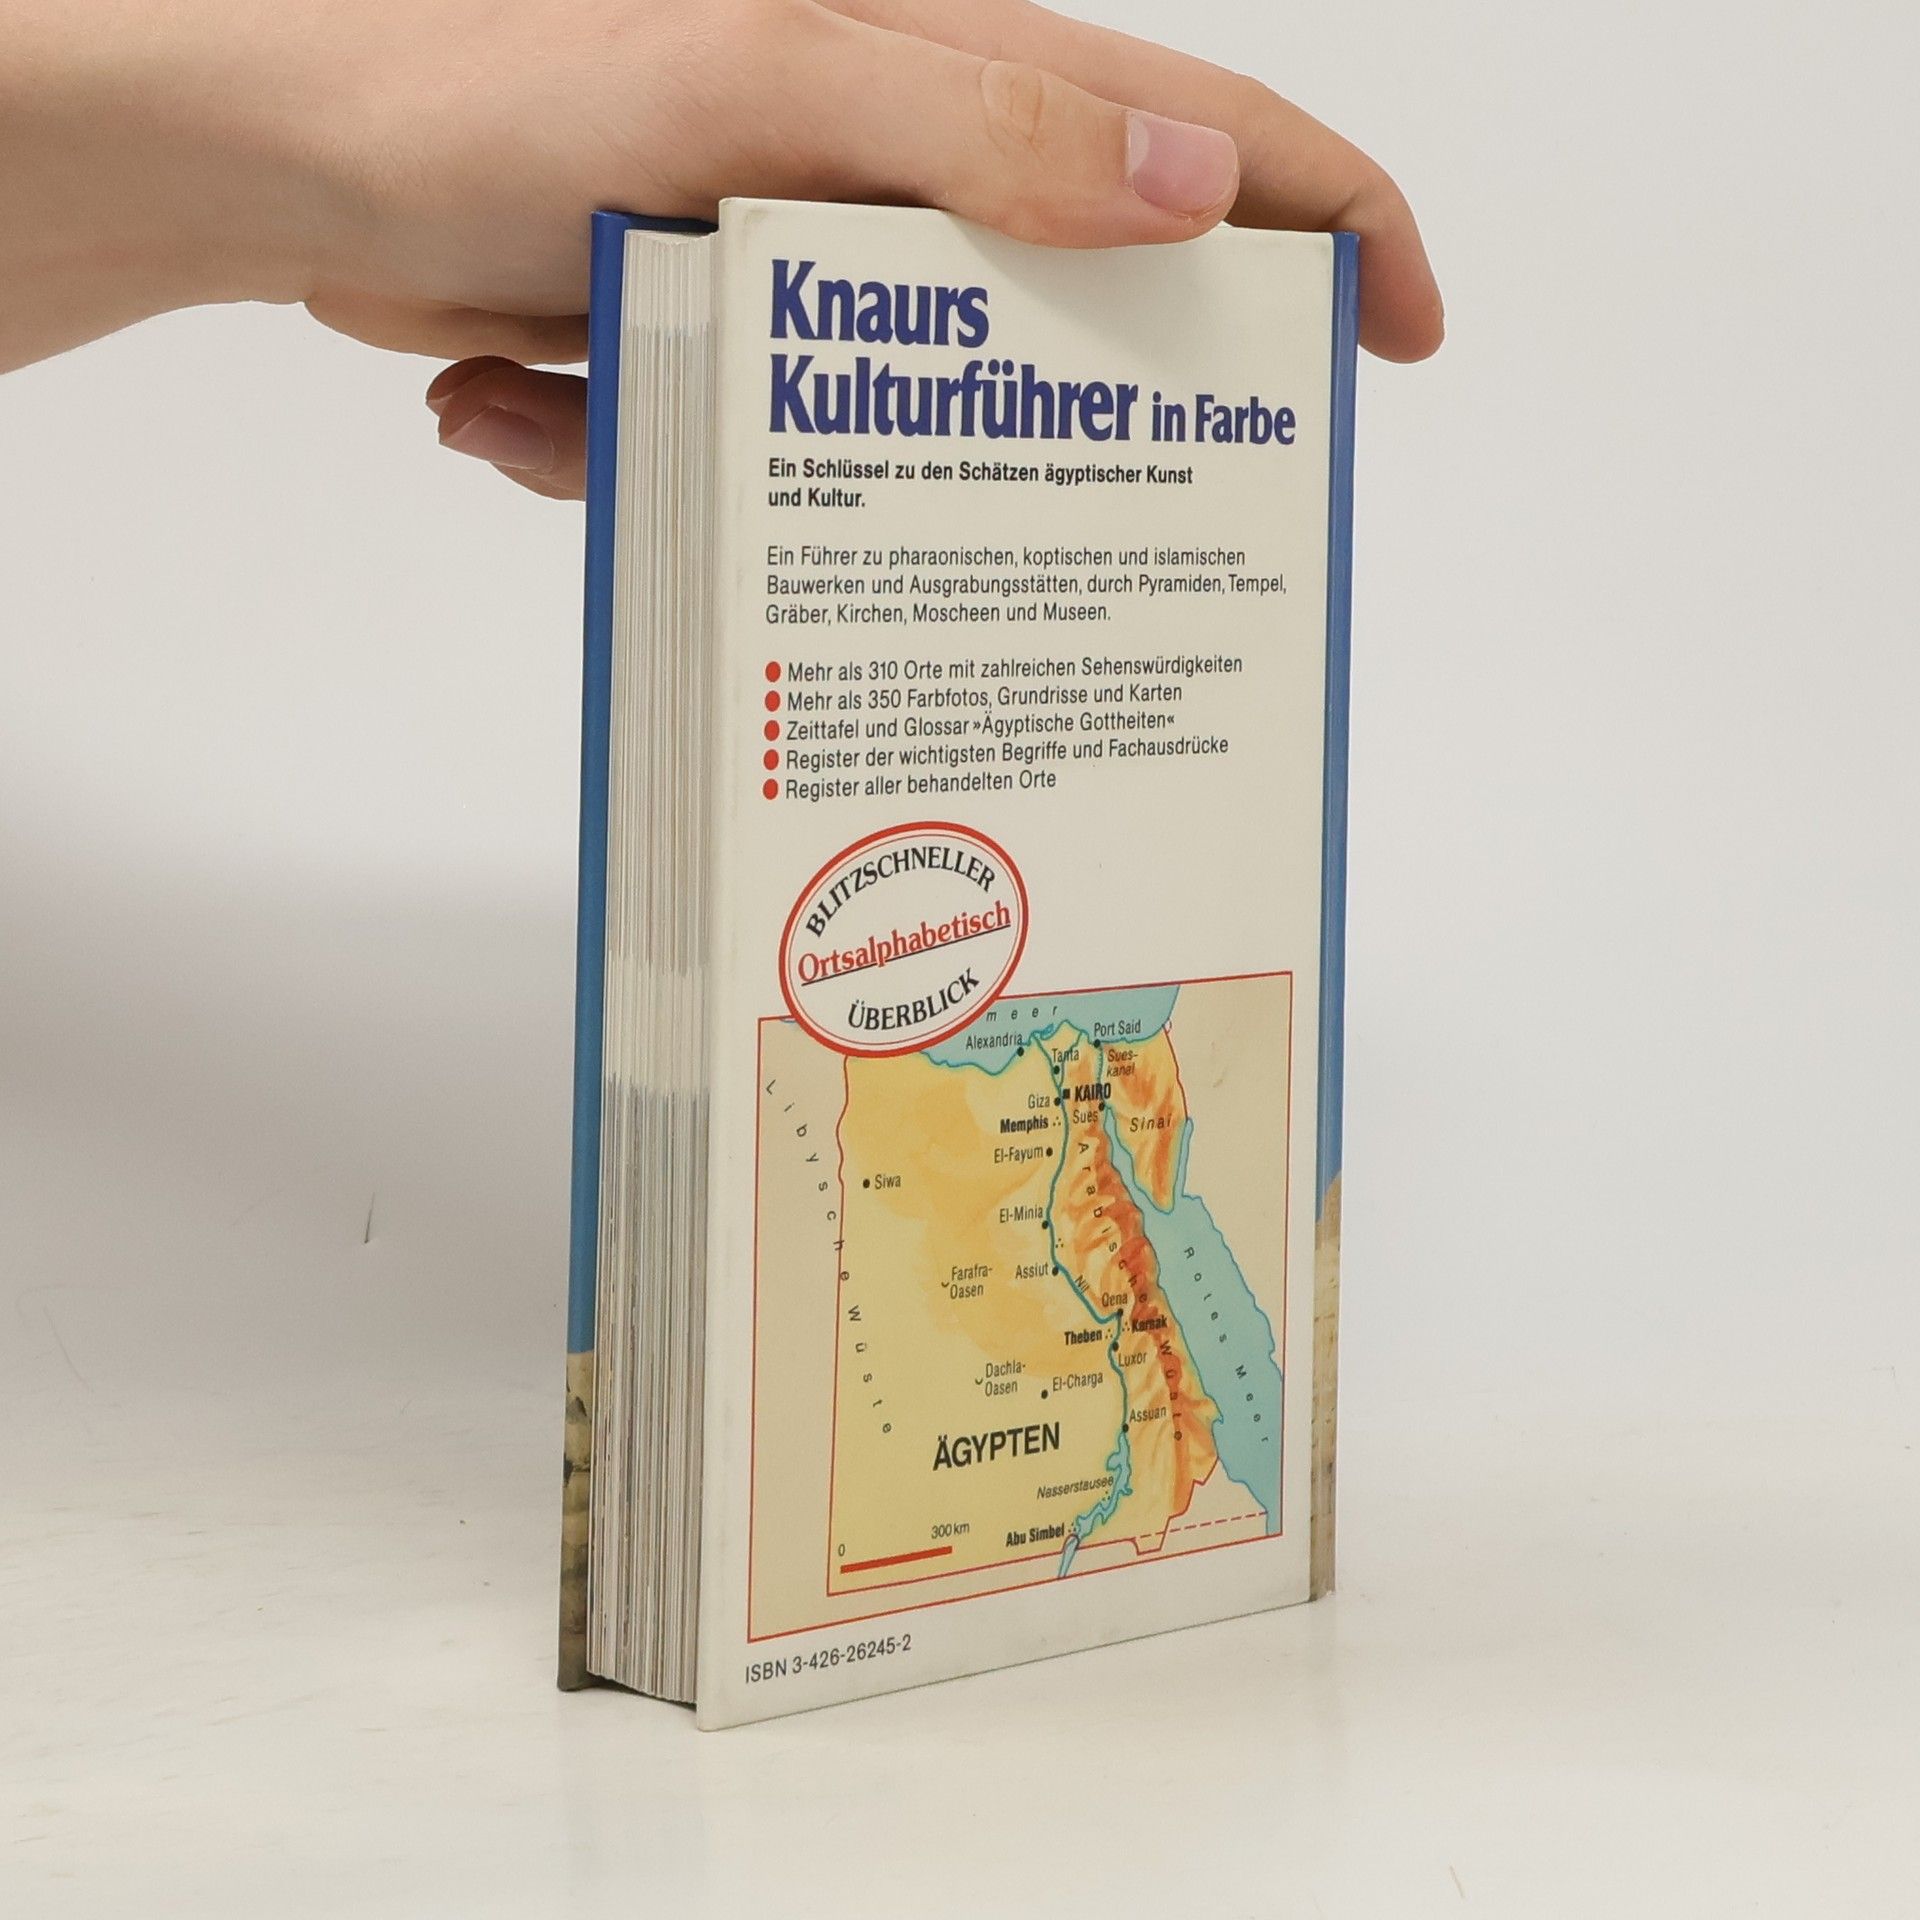 Knaurs
Kulturführer in Farbe
Ein Schlüssel zu den Schätzen ägyptischer Kunst
und Kultur.
Ein Führer zu pharaonischen, koptischen und islamischen
Bauwerken und Ausgrabungsstätten, durch Pyramiden, Tempel,
Gräber, Kirchen, Moscheen und Museen.
Mehr als 310 Orte mit zahlreichen Sehenswürdigkeiten
Mehr als 350 Farbfotos, Grundrisse und Karten
Zeittafel und Glossar »Ägyptische Gottheiten«
Register der wichtigsten Begriffe und Fachausdrücke
Register aller behandelten Orte
BLITZSCHNELLER
Ortsalphabetisch
ÜBERBLICK
meer
Alexandria
Port Said
Tanta
Sues-
kanal
Giza
KAIRO
Memphis
Sues
Sinai
El-Fayum
Siwa
El-Minia
Libysche Wüste
Arabische Wüste
Rotes Meer
Farafra-
Oasen
Assiut
Nil
Qena
Theben
Karnak
Luxor
Dachla-
Oasen
El-Charga
Assuan
ÄGYPTEN
Nasserstausee
Abu Simbel
0
300 km
ISBN 3-426-26245-2